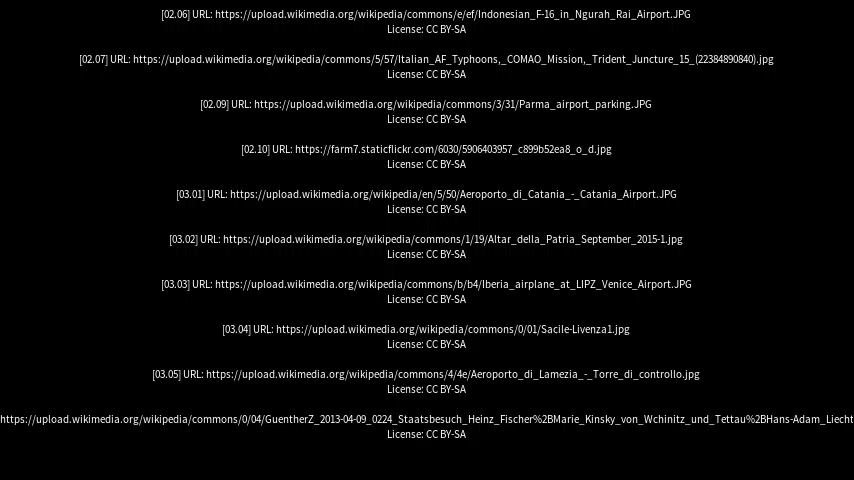 [02.06] URL: https://upload.wikimedia.org/wikipedia/commons/e/ef/Indonesian_F-16_in_Ngurah_Rai_Airport.JPG
License: CC BY-SA
[02.07] URL: https://upload.wikimedia.org/wikipedia/commons/5/57/Italian_AF_Typhoons,_COMAO_Mission,_Trident_Juncture_15_(22384890840).jpg
License: CC BY-SA
[02.09] URL: https://upload.wikimedia.org/wikipedia/commons/3/31/Parma_airport_parking.JPG
License: CC BY-SA
[02.10] URL: https://farm7.staticflickr.com/6030/5906403957_c899b52ea8_o_d.jpg
License: CC BY-SA
[03.01] URL: https://upload.wikimedia.org/wikipedia/en/5/50/Aeroporto_di_Catania_-_Catania_Airport.JPG
License: CC BY-SA
[03.02] URL: https://upload.wikimedia.org/wikipedia/commons/1/19/Altar_della_Patria_September_2015-1.jpg
License: CC BY-SA
[03.03] URL: https://upload.wikimedia.org/wikipedia/commons/b/b4/Iberia_airplane_at_LIPZ_Venice_Airport.JPG
License: CC BY-SA
[03.04] URL: https://upload.wikimedia.org/wikipedia/commons/0/01/Sacile-Livenza1.jpg
License: CC BY-SA
[03.05] URL: https://upload.wikimedia.org/wikipedia/commons/4/4e/Aeroporto_di_Lamezia_-_Torre_di_controllo.jpg
License: CC BY-SA
https://upload.wikimedia.org/wikipedia/commons/0/04/GuentherZ_2013-04-09_0224_Staatsbesuch_Heinz_Fischer%2BMarie_Kinsky_von_Wchinitz_und_Tettau%2BHans-Adam_Liecht
License: CC BY-SA